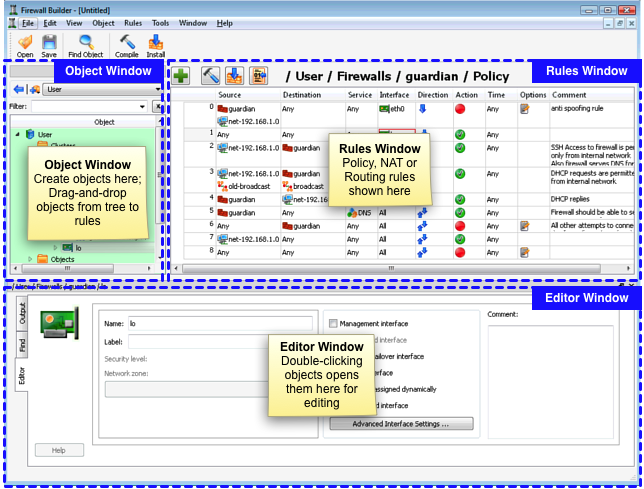 Firewall Builder - [Untitled]
File Edit View Object Rules Tools Window Help
Open Save Find Object Compile Install
Object Window
Rules Window
User
/ User / Firewalls / guardian / Policy
Filter:
Source Destination Service Interface Direction Action Time Options Comment
Object
0 guardian Any Any eth0 Any anti spoofing rule
net-192.168.1.0
User
1 Any Any Any Any
Clusters
2 net-192.168.1.0 guardian Any SSH Access to firewall is per
only from internal network
Also firewall serves DNS for
3 net-192.168.1.0 guardian Any DHCP requests are permitte
from internal network
old-broadcast broadcast
4 guardian net-192.16 Any DHCP replies
5 guardian Any DNS All Any Firewall should be able to se
6 Any guardian Any All Any All other attempts to connec
7 net-192.168.1.0 Any Any All Any
8 Any Any Any All Any
Object Window
Create objects here;
Drag-and-drop
objects from tree to
rules
Rules Window
Policy, NAT or
Routing rules
shown here
lo
Objects
/ User / Firewalls / guardian / lo
Editor Window
Output
Find
Editor
Name: lo
Label:
Security level:
Network zone:
Management interface
interface
ailover interface
terface
assigned dynamically
d interface
Advanced Interface Settings ...
Comment:
Editor Window
Double-clicking
objects opens
them here for
editing
Help